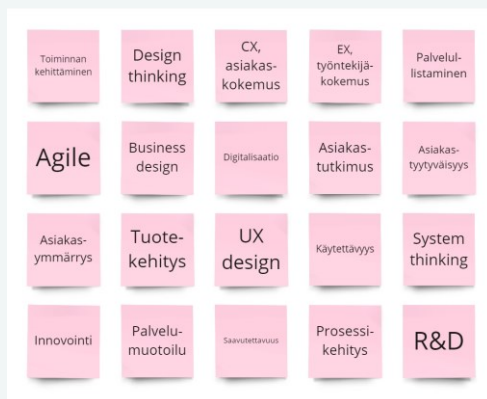 Toiminnan
kehittäminen
Design
thinking
CX,
asiakas-
kokemus
EX,
työntekijä-
kokemus
Palvelul-
listaminen
Agile
Business
design
Digitalisaatio
Asiakas-
tutkimus
Asiakas-
tyytyväisyys
Asiakas-
ymmärrys
Tuote-
kehitys
UX
design
Käytettävyys
System
thinking
Innovointi
Palvelu-
muotoilu
Saavutettavuus
Prosessi-
kehitys
R&D